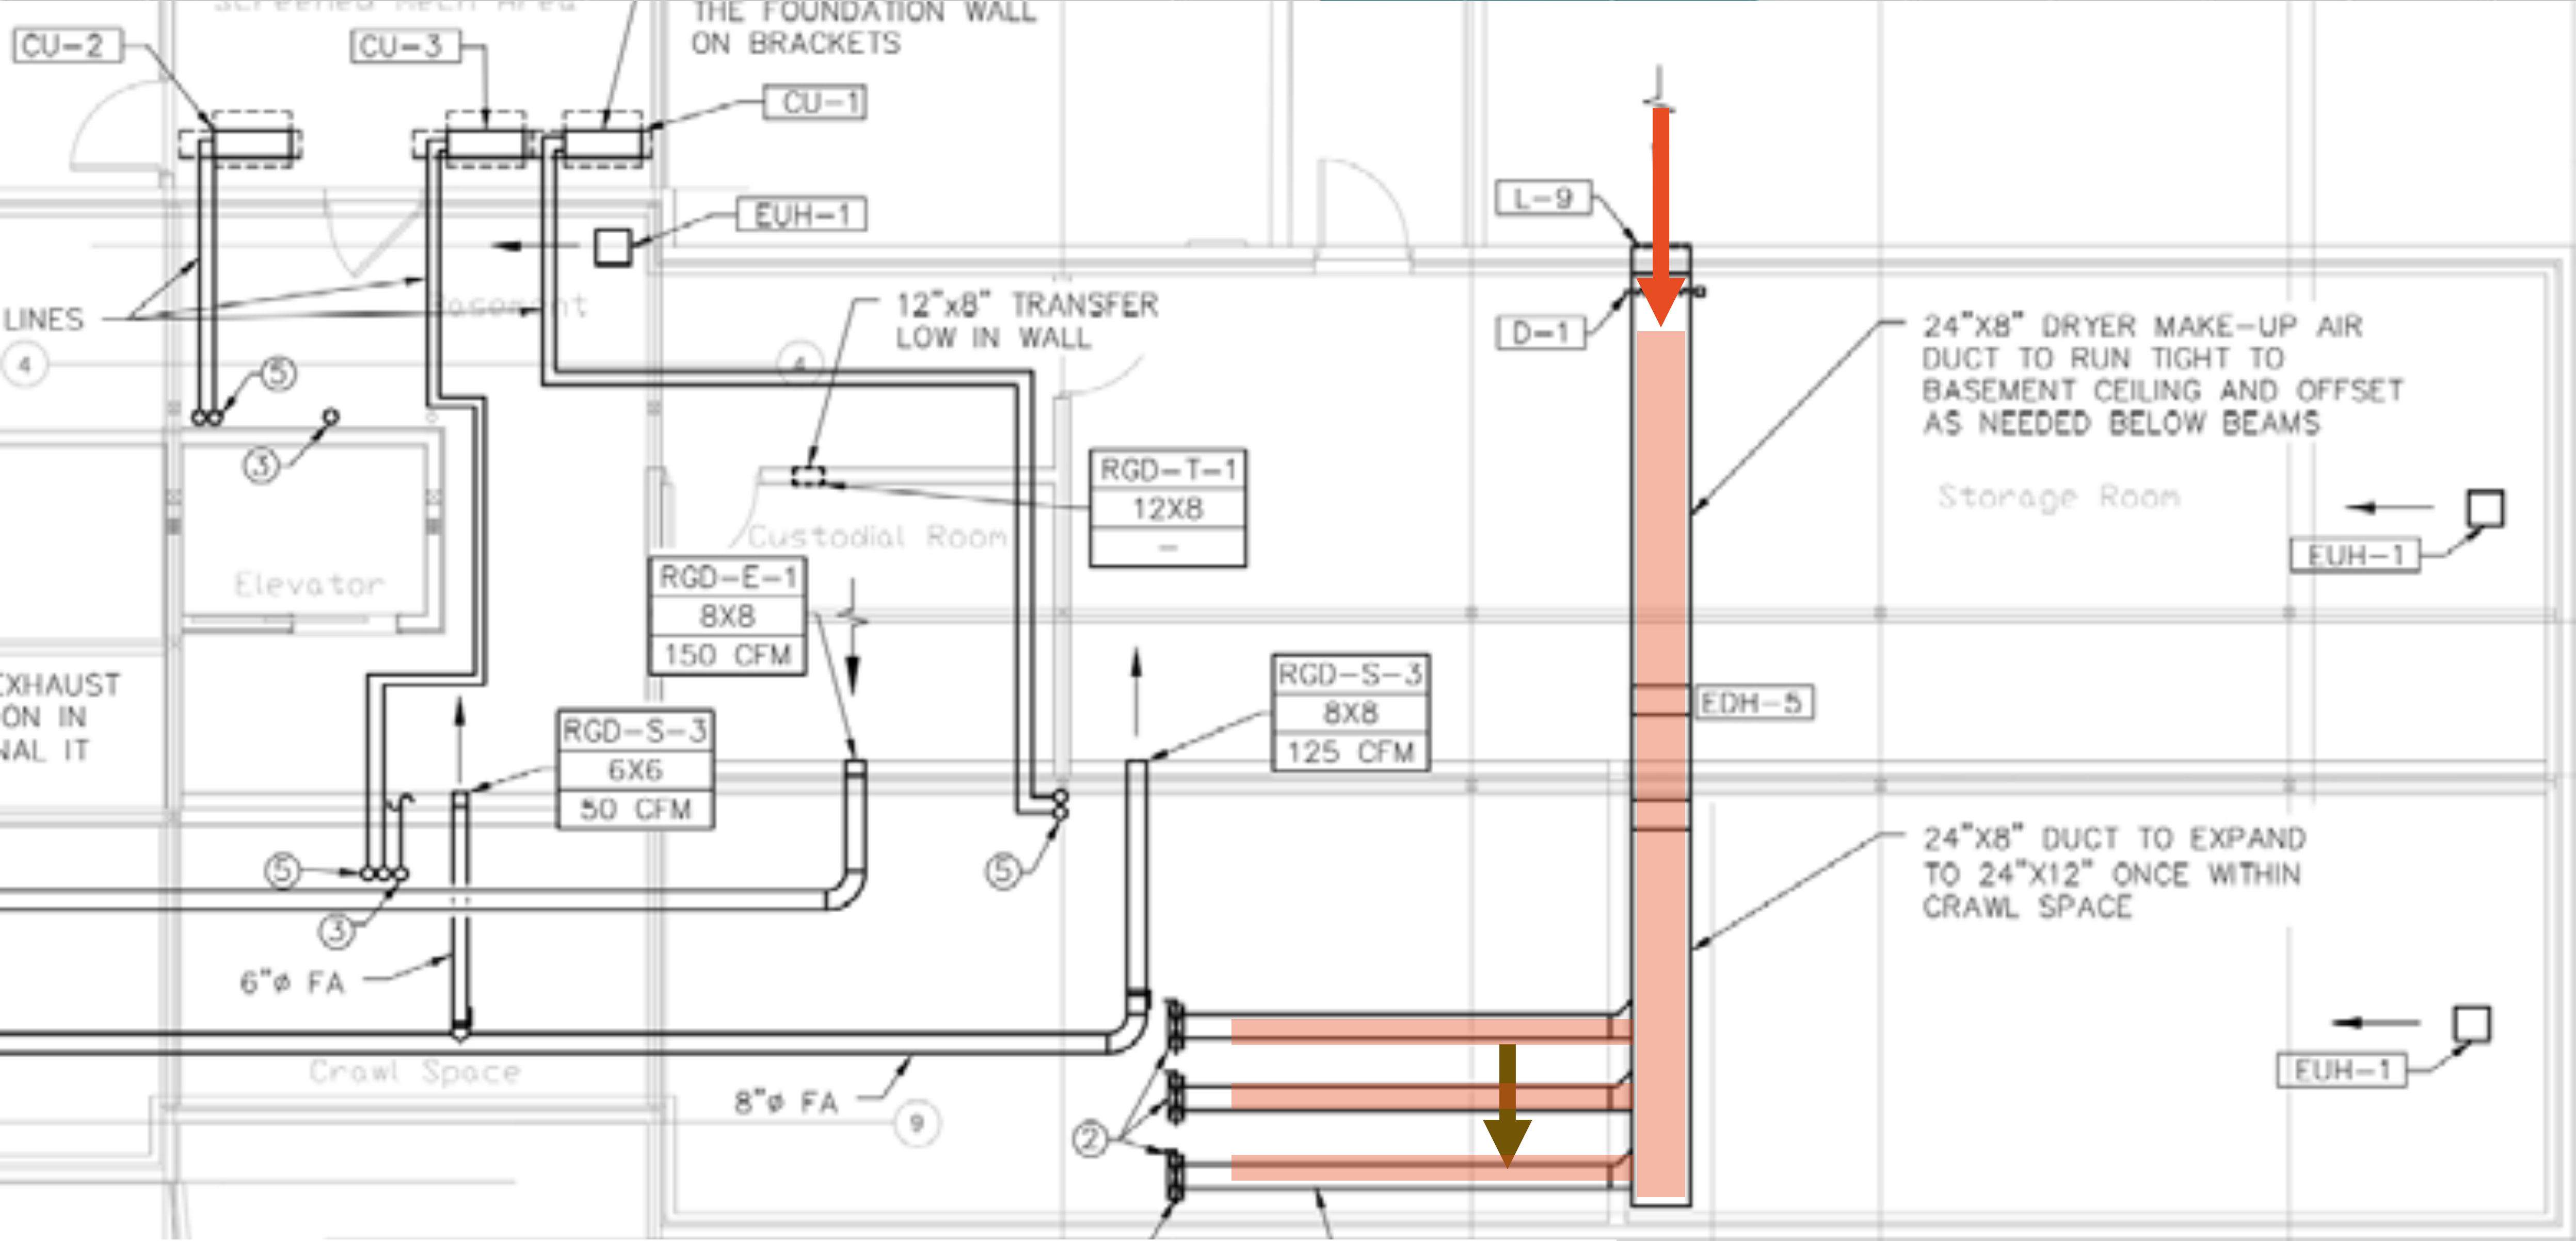 Screened Mech Area
THE FOUNDATION WALL
ON BRACKETS
CU-2
CU-3
CU-1
L-9
EUH-1
Basement
LINES
12"x8" TRANSFER
LOW IN WALL
D-1
24"X8" DRYER MAKE-UP AIR
DUCT TO RUN TIGHT TO
BASEMENT CEILING AND OFFSET
AS NEEDED BELOW BEAMS
4
5
4
3
RGD-T-1
12X8
-
Storage Room
Custodial Room
EUH-1
Elevator
RGD-E-1
8X8
150 CFM
EXHAUST
ON IN
NAL IT
RGD-S-3
6X6
50 CFM
RGD-S-3
8X8
125 CFM
EDH-5
24"X8" DUCT TO EXPAND
TO 24"X12" ONCE WITHIN
CRAWL SPACE
5
3
5
6"ø FA
Crawl Space
8"ø FA
9
2
EUH-1